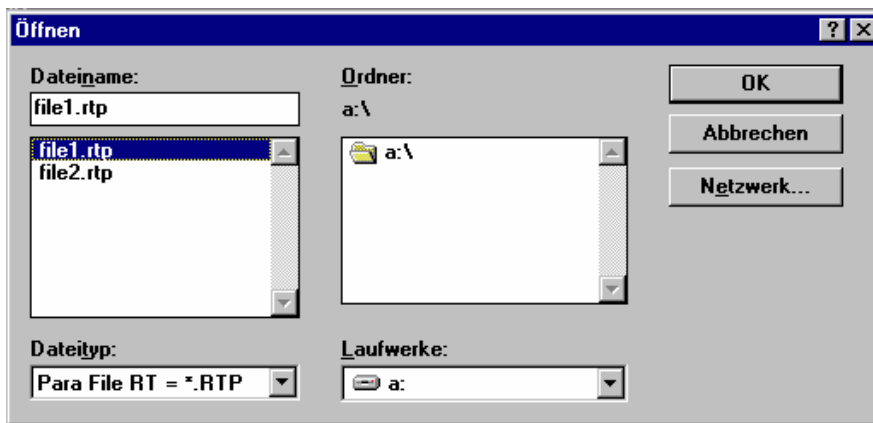 Öffnen
Dateiname:
file1.rtp
file1.rtp
file2.rtp
Dateityp:
Para File RT = *.RTP
Ordner:
a:\
a:\
Laufwerke:
a:
OK
Abbrechen
Netzwerk...